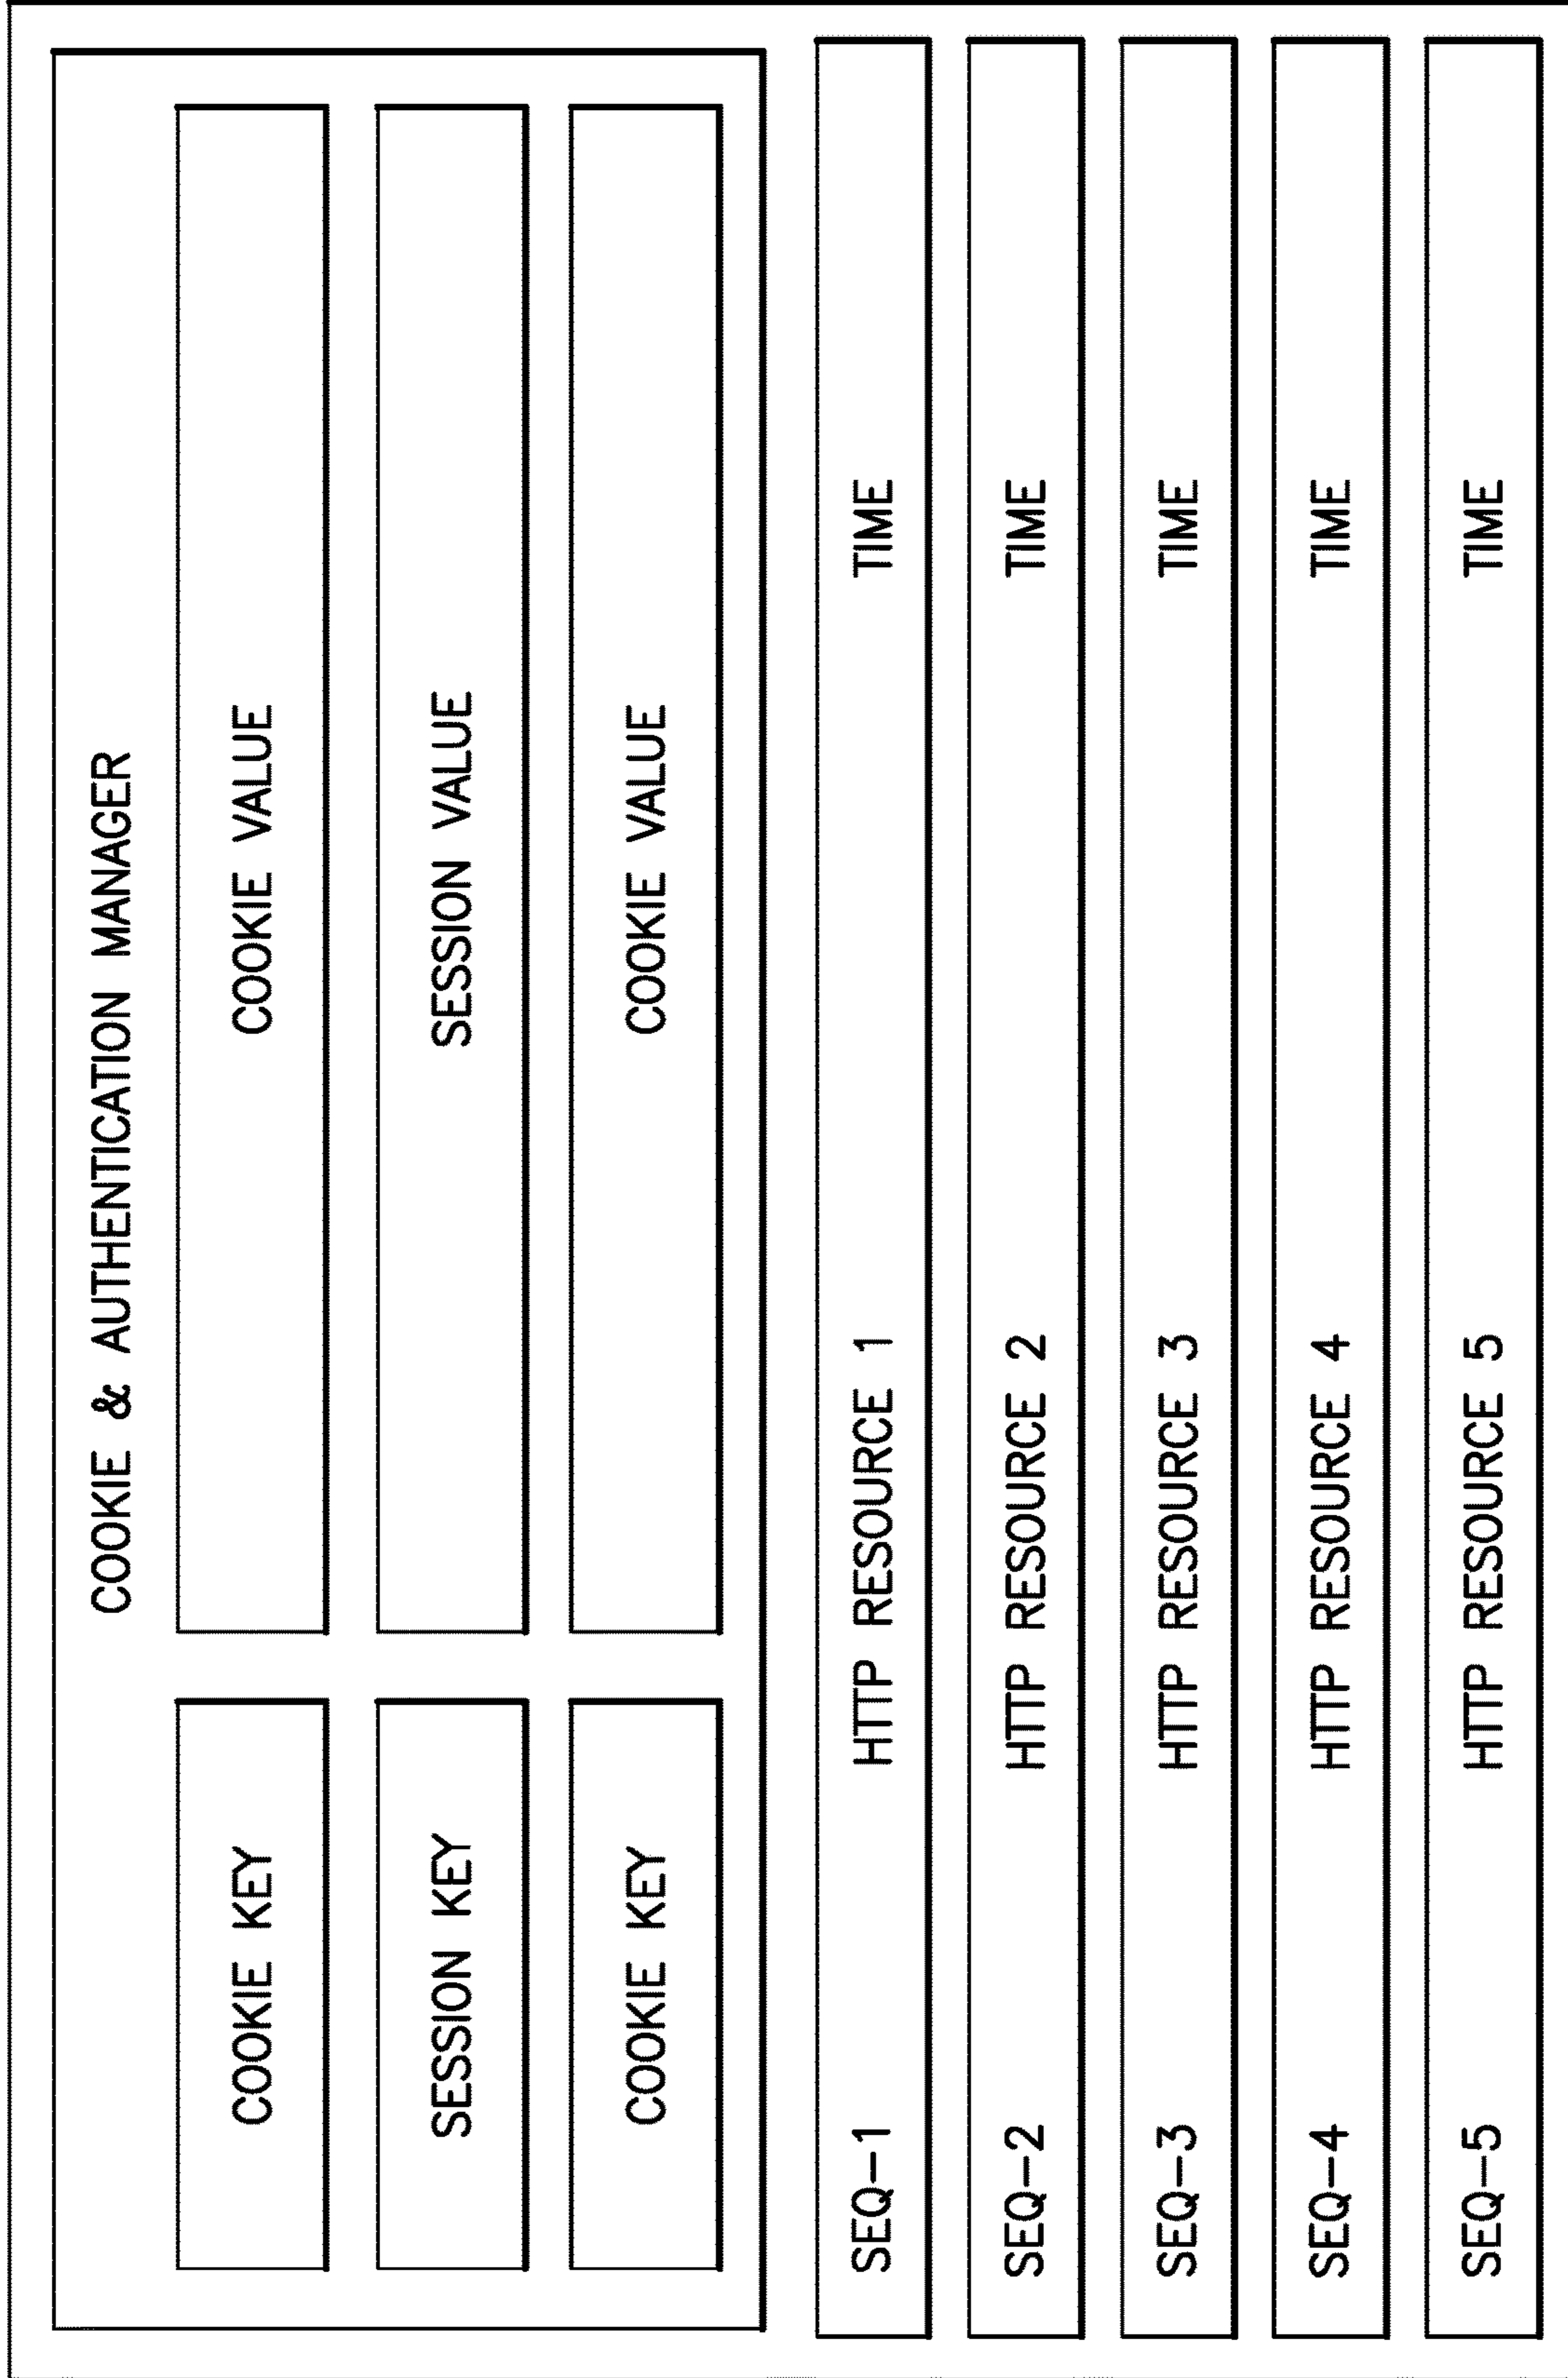 COOKIE & AUTHENTICATION MANAGER
COOKIE KEY COOKIE VALUE
SESSION KEY SESSION VALUE
COOKIE KEY COOKIE VALUE
SEQ-1 HTTP RESOURCE 1 TIME
SEQ-2 HTTP RESOURCE 2 TIME
SEQ-3 HTTP RESOURCE 3 TIME
SEQ-4 HTTP RESOURCE 4 TIME
SEQ-5 HTTP RESOURCE 5 TIME